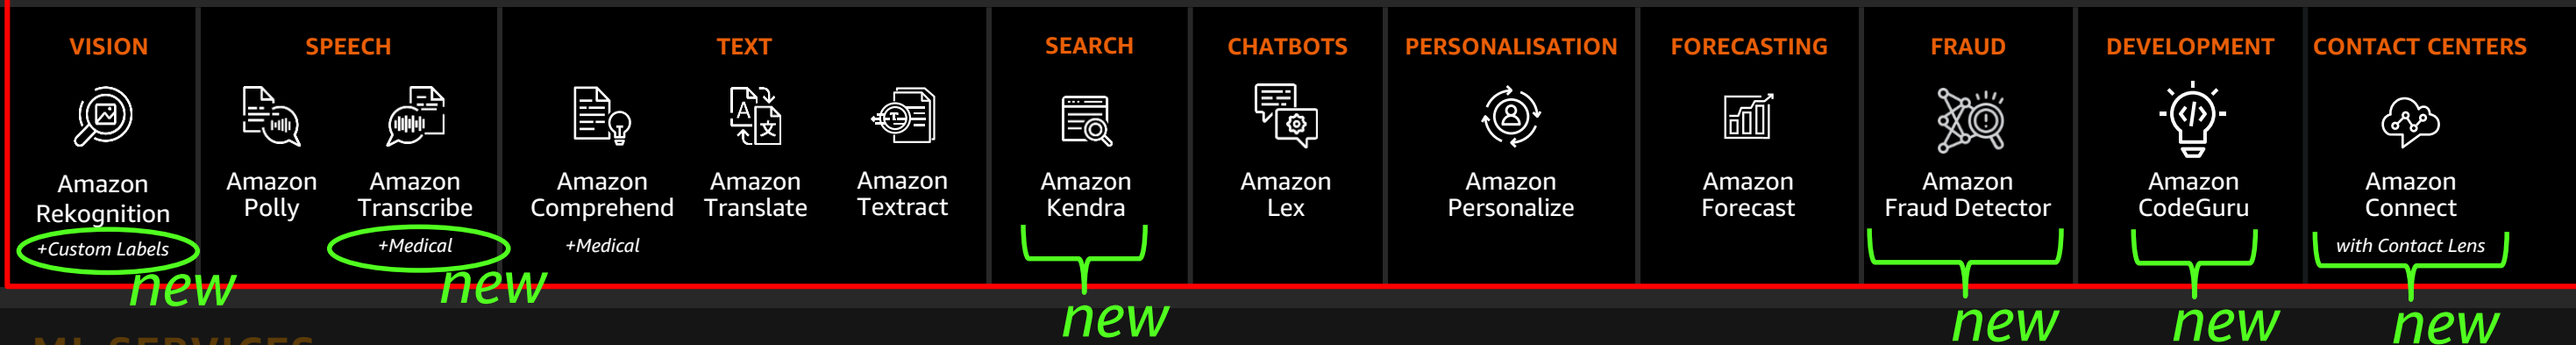 VISION
SPEECH
TEXT
SEARCH
CHATBOTS
PERSONALISATION
FORECASTING
FRAUD
DEVELOPMENT
CONTACT CENTERS
Amazon
Rekognition
+Custom Labels
new
Amazon
Polly
Amazon
Transcribe
+Medical
new
Amazon
Comprehend
+Medical
Amazon
Translate
Amazon
Textract
Amazon
Kendra
new
Amazon
Lex
Amazon
Personalize
Amazon
Forecast
Amazon
Fraud Detector
new
Amazon
CodeGuru
new
Amazon
Connect
with Contact Lens
new
ML SERVICES